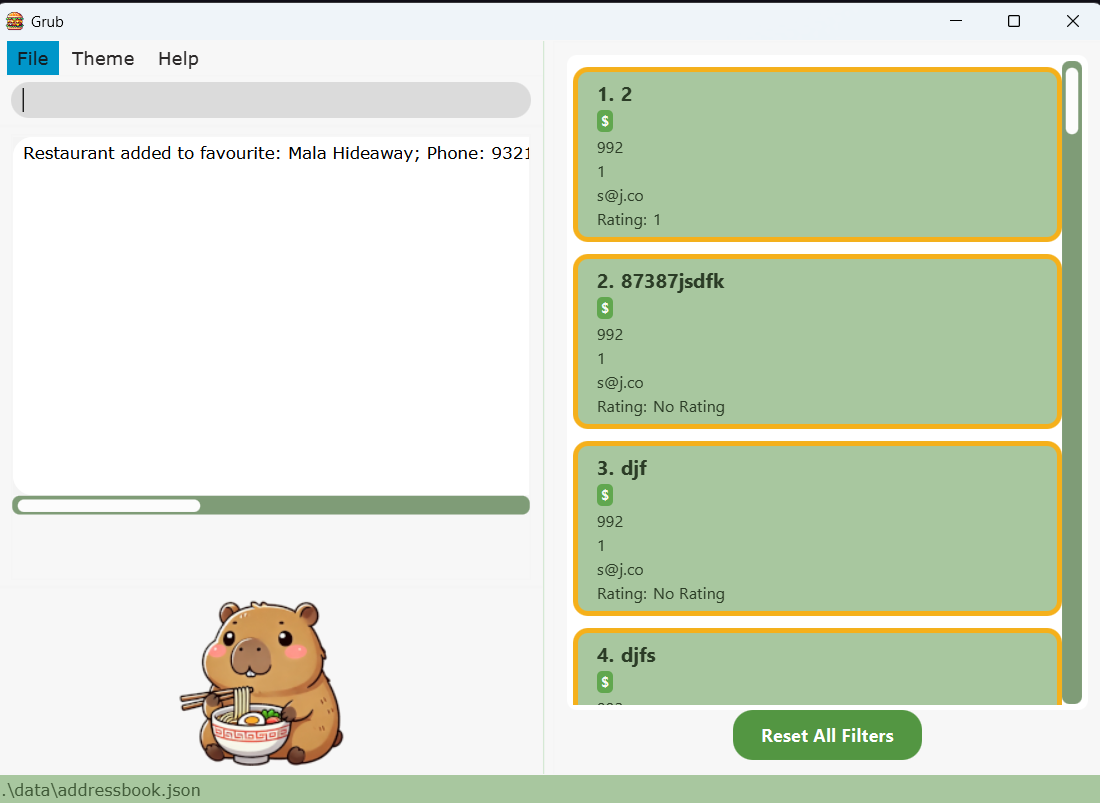 Grub
File Theme Help
Restaurant added to favourite: Mala Hideaway; Phone: 9321
1. 2
$
992
1
s@j.co
Rating: 1
2. 87387jsdfk
$
992
1
s@j.co
Rating: No Rating
3. djf
$
992
1
s@j.co
Rating: No Rating
4. djfs
$
Reset All Filters
.\data\addressbook.json